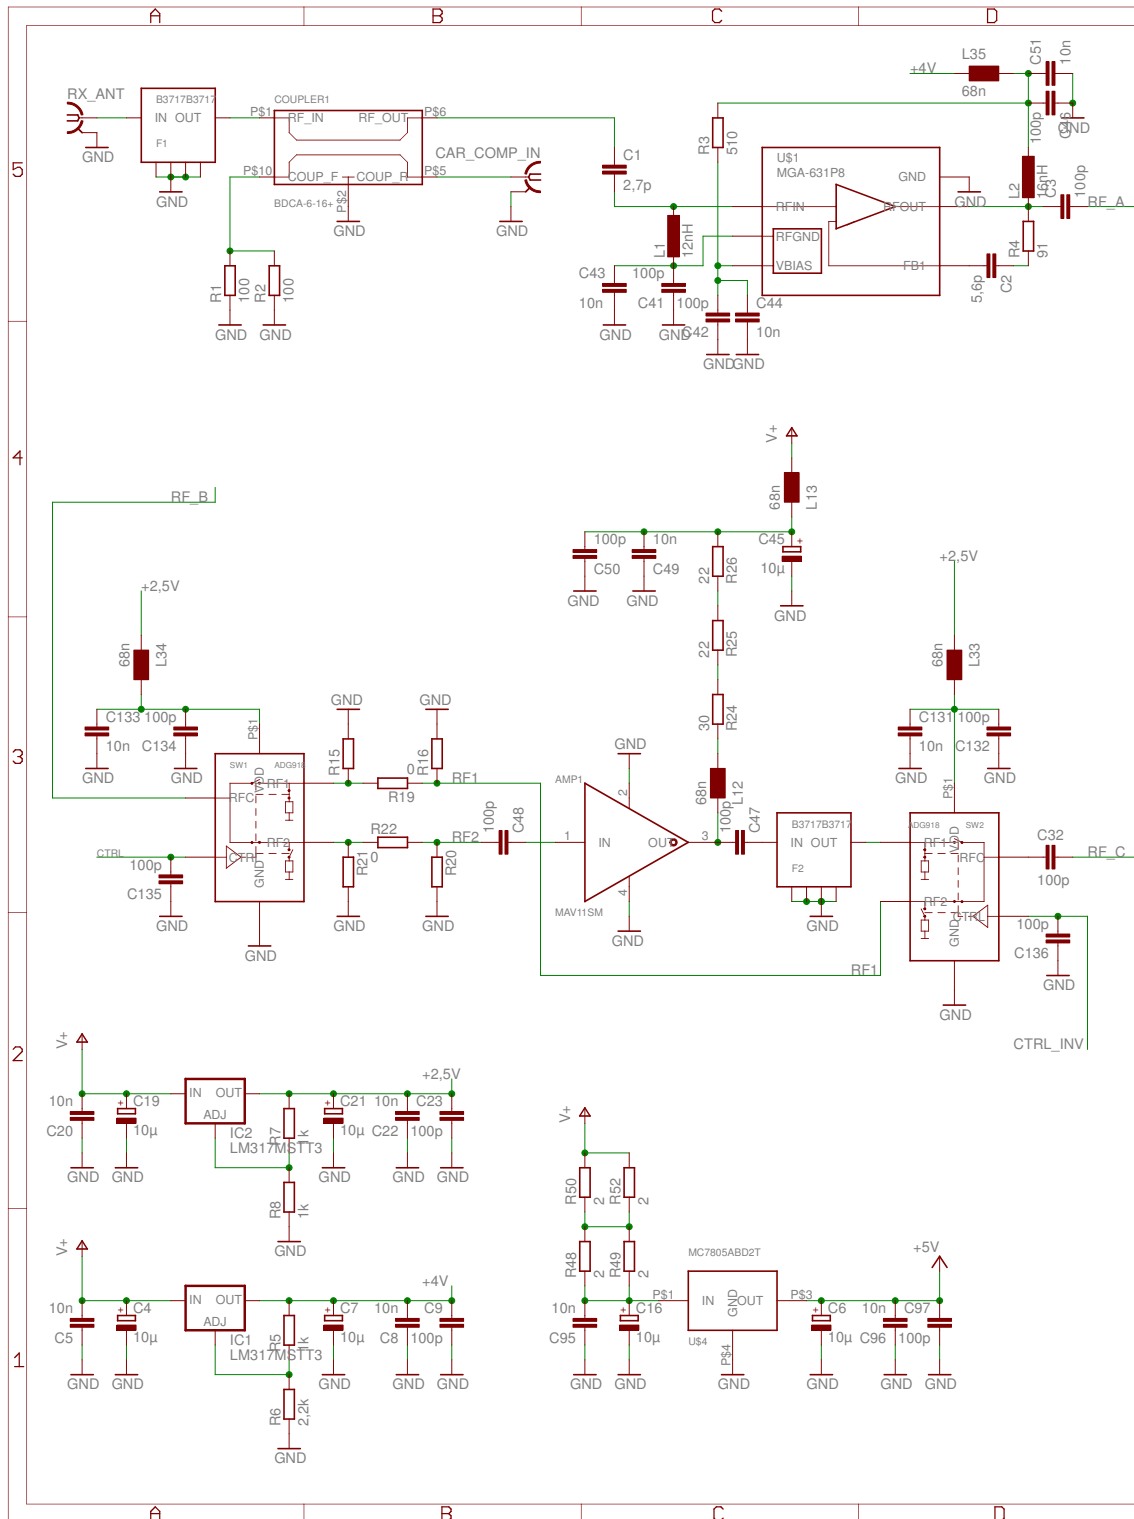 A B C D
5
RX_ANT
GND
B3717B3717
IN OUT
F1
GND
COUPLER1
P$1
RF_IN RF_OUT
P$6
P$10
COUP_F COUP_R
P$5
BDCA-6-16+
P$2
GND
CAR_COMP_IN
GND
R1
100
R2
100
GND GND
C1
2,7p
L1
12nH
C43
10n
GND
100p
C41
GND
R3
510
100p
C42
GND
C44
10n
GND
U$1
MGA-631P8
GND
RFIN
RFOUT
RFGND
VBIAS
FB1
GND
+4V
L35
68n
C51
10n
100p
GND
L2
16nH
C3
100p
RF_A
R4
91
C2
5,6p
4
RF_B
+2,5V
68n
L34
V+
68n
L13
100p
C50
GND
10n
C49
GND
22
R26
22
R25
30
R24
C45
+
10µ
GND
+2,5V
68n
L33
3
C133
10n
GND
100p
C134
GND
P$1
SW1 ADG918
VDD
RF1
RFC
RF2
GND
CTRL
100p
C135
GND
GND
GND GND
R15
R16
0
R19
RF1
R22
0
RF2
R21
R20
GND GND
100p
C48
AMP1
GND
2
1
IN
OUT
3
4
MAV11SM
GND
68n
L12
100p
C47
B3717B3717
IN OUT
F2
GND
RF1
C131
10n
GND
100p
C132
GND
P$1
ADG918 SW2
RF1
VDD
RFC
RF2
CTRL
GND
GND
C32
100p
RF_C
100p
C136
GND
CTRL_INV
2
V+
10n
C20
GND
+
C19
10µ
GND
IN OUT
ADJ
IC2
LM317MSTT3
R7
1k
R8
1k
GND
C21
+
10µ
GND
10n
C22
GND
+2,5V
C23
100p
GND
V+
R50
2
R52
2
R48
2
R49
2
1
V+
10n
C5
GND
+
C4
10µ
GND
IN OUT
ADJ
IC1
LM317MSTT3
R5
1k
R6
2,2k
GND
C7
+
10µ
GND
10n
C8
GND
+4V
C9
100p
GND
10n
C95
GND
+
C16
10µ
GND
MC7805ABD2T
P$1
IN OUT
GND
P$3
U$4
P$4
GND
+
C6
10µ
GND
10n
C96
GND
+5V
C97
100p
GND
A B C D